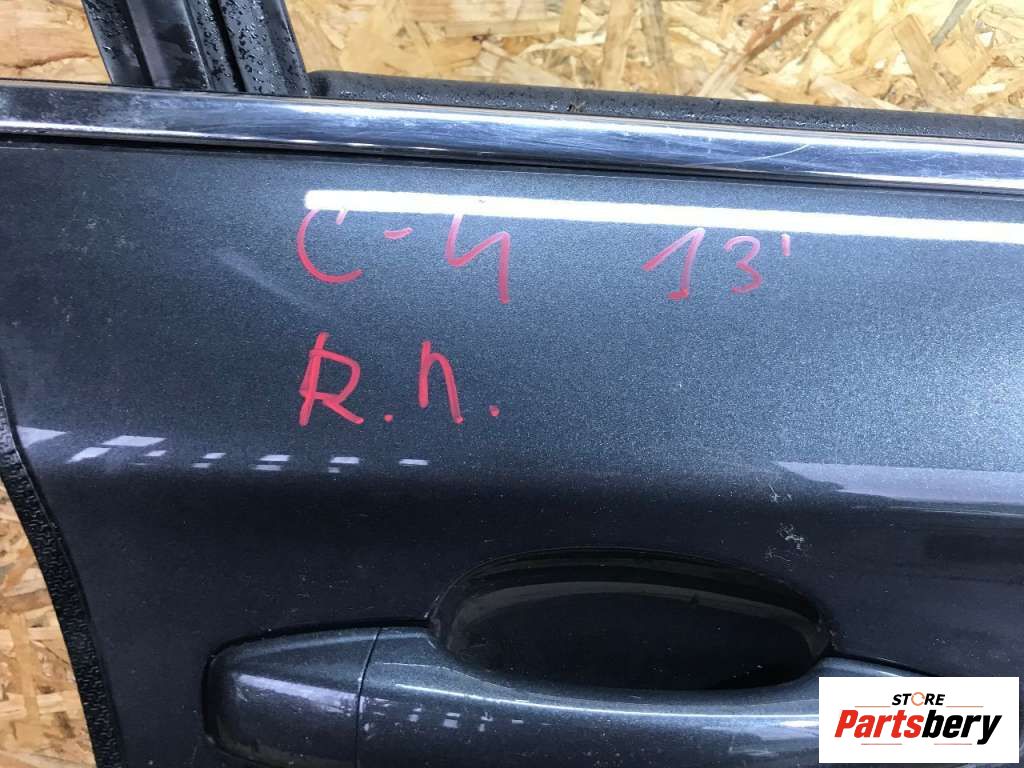 C-4 13'
R.n.
STORE
Partsbery